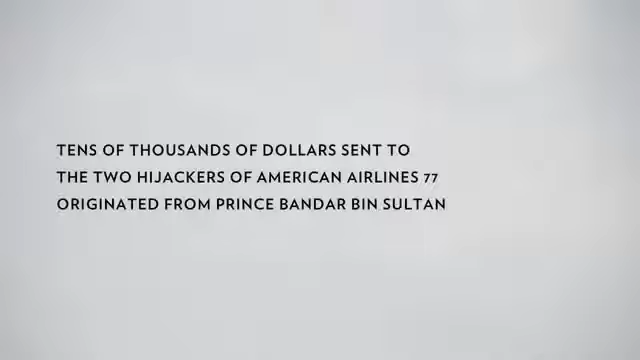 TENS OF THOUSANDS OF DOLLARS SENT TO
THE TWO HIJACKERS OF AMERICAN AIRLINES 77
ORIGINATED FROM PRINCE BANDAR BIN SULTAN